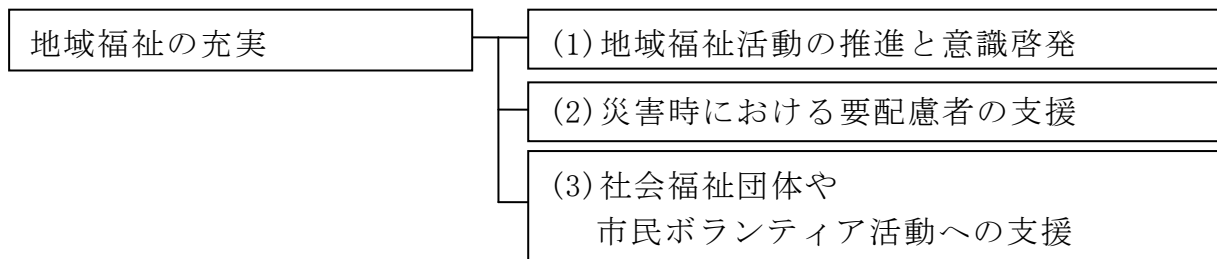 地域福祉の充実
(1)地域福祉活動の推進と意識啓発
(2)災害時における要配慮者の支援
(3)社会福祉団体や
市民ボランティア活動への支援